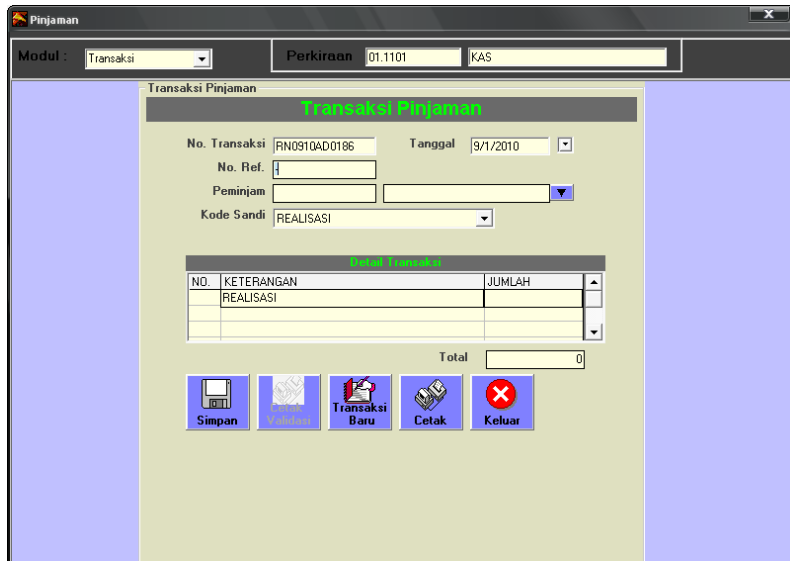 Pinjaman
X
Modul : Transaksi Perkiraan 01.1101 KAS
Transaksi Pinjaman
Transaksi Pinjaman
No. Transaksi RN0910AD0186 Tanggal 9/1/2010
No. Ref. -
Peminjam
Kode Sandi REALISASI
Detail Transaksi
NO. KETERANGAN JUMLAH
REALISASI
Total 0
Simpan Cetak Validasi Transaksi Baru Cetak Keluar